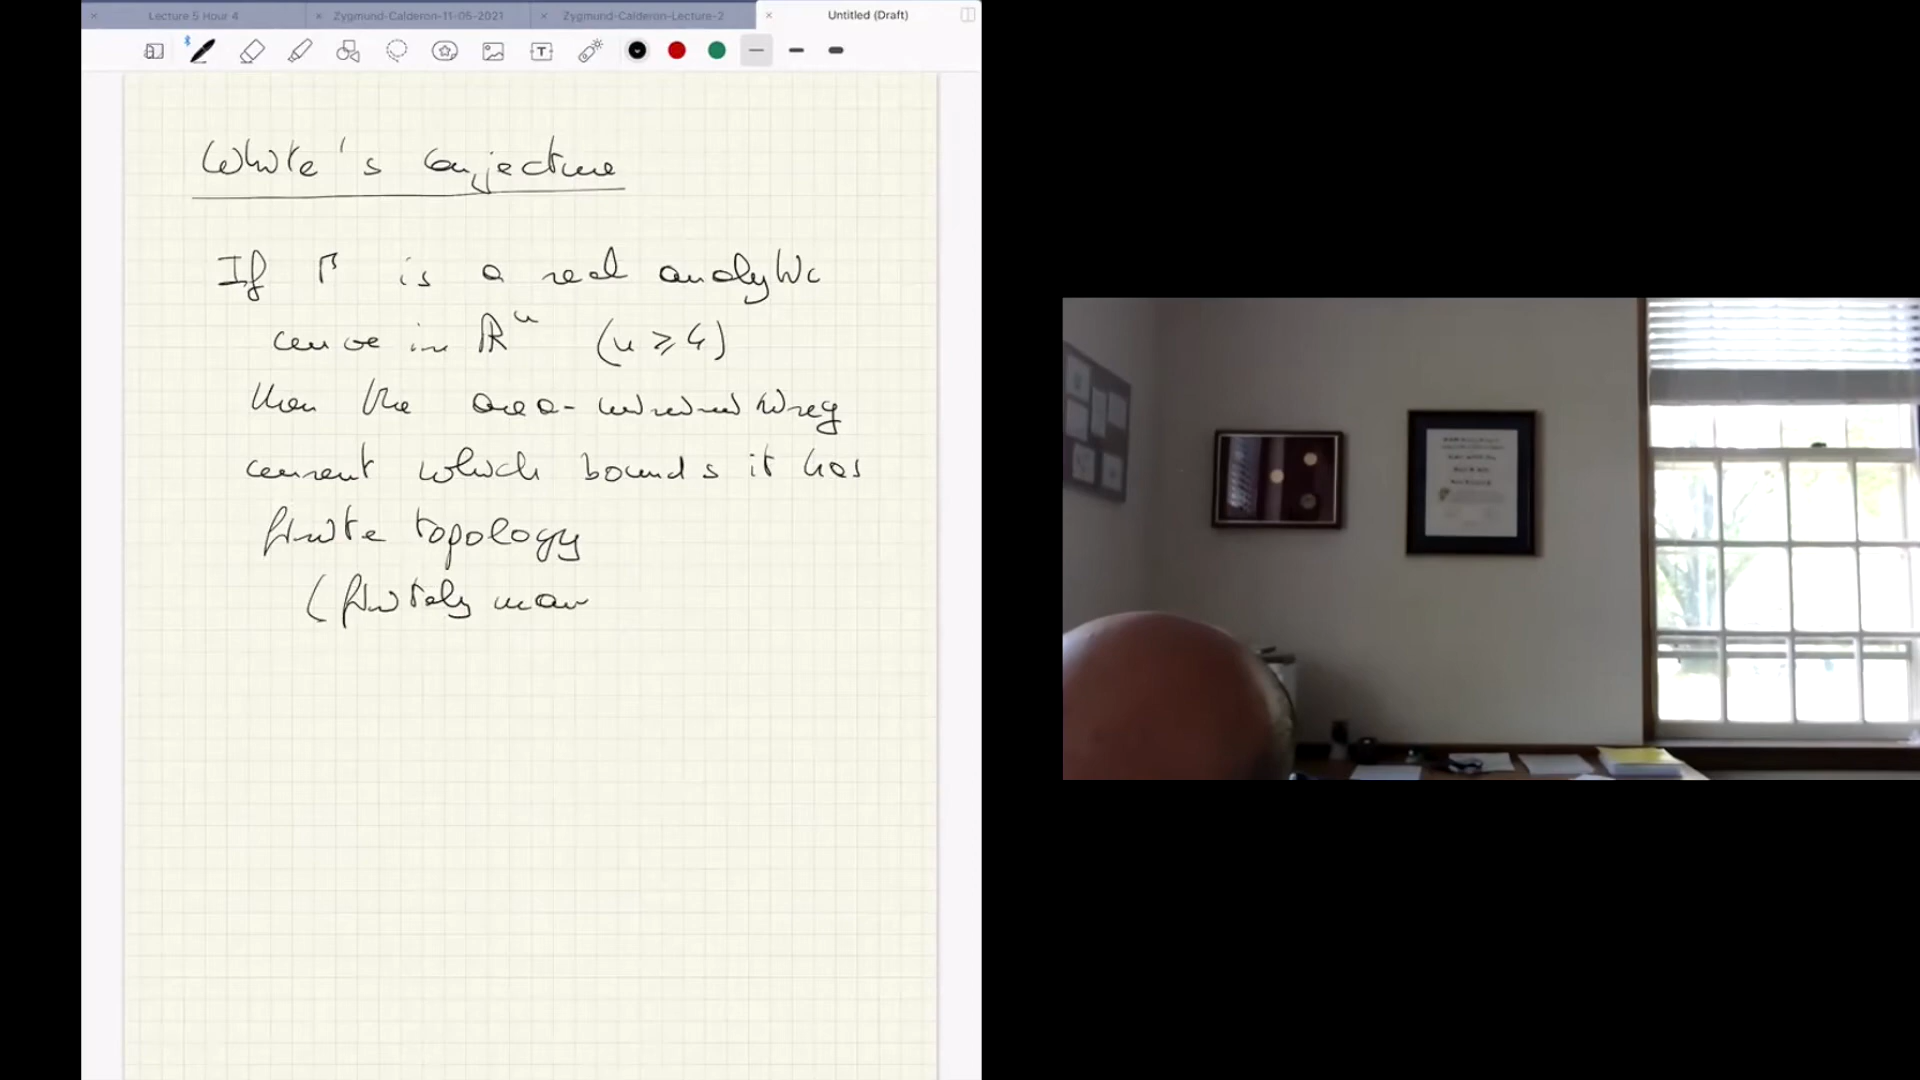 Lecture 5 Hour 4
Zygmund-Calderon-11-05-2021
Zygmund-Calderon-Lecture-2
Untitled (Draft)
White's conjecture
If Γ is a real analytic
curve in ℝⁿ (n ≥ 4)
then the area-minimizing
current which bounds it has
finite topology
(finitely man